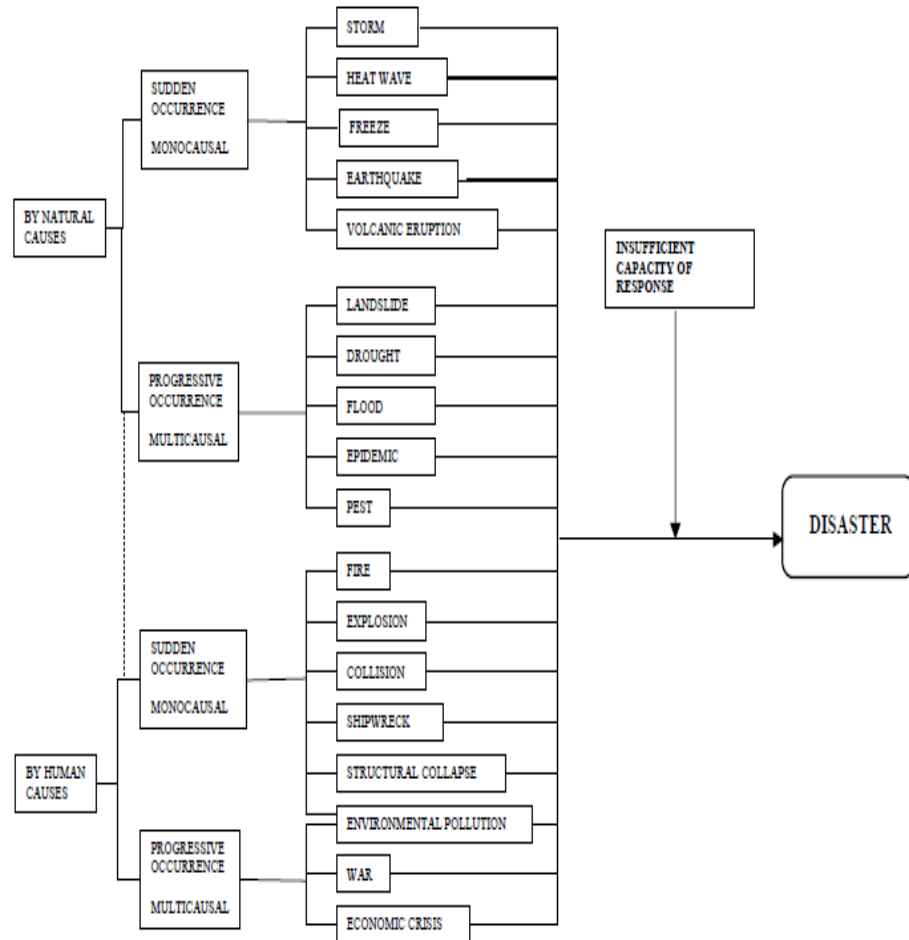 STORM
HEAT WAVE
FREEZE
EARTHQUAKE
VOLCANIC ERUPTION
SUDDEN
OCCURRENCE
MONOCAUSAL
BY NATURAL
CAUSES
PROGRESSIVE
OCCURRENCE
MULTICAUSAL
LANDSLIDE
DROUGHT
FLOOD
EPIDEMIC
PEST
INSUFFICIENT
CAPACITY OF
RESPONSE
DISASTER
FIRE
EXPLOSION
COLLISION
SHIPWRECK
STRUCTURAL COLLAPSE
ENVIRONMENTAL POLLUTION
WAR
ECONOMIC CRISIS
SUDDEN
OCCURRENCE
MONOCAUSAL
BY HUMAN
CAUSES
PROGRESSIVE
OCCURRENCE
MULTICAUSAL